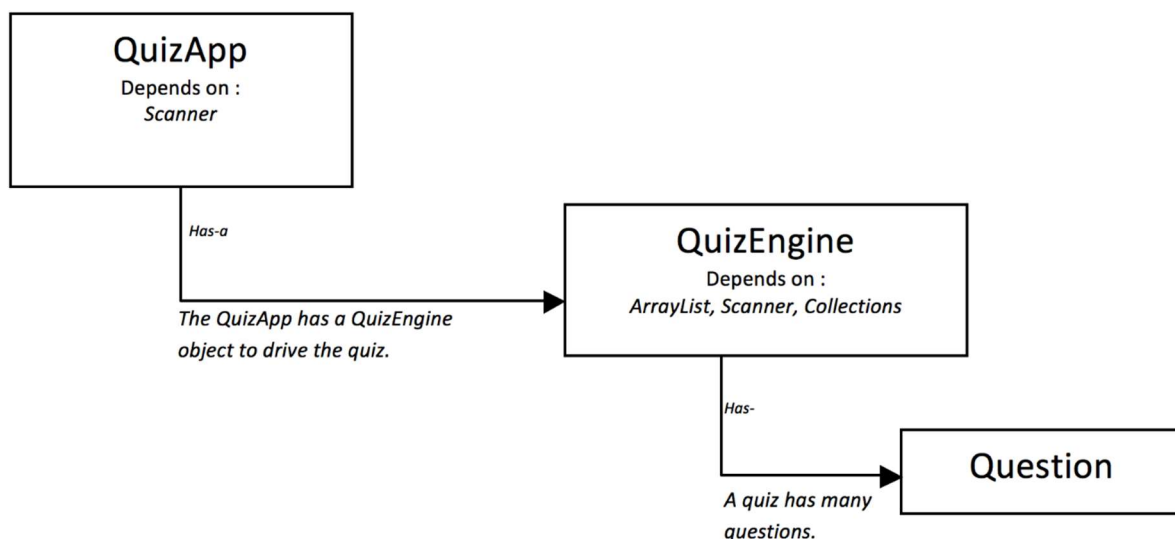 QuizApp
Depends on :
Scanner
Has-a
The QuizApp has a QuizEngine
object to drive the quiz.
QuizEngine
Depends on :
ArrayList, Scanner, Collections
Has-
A quiz has many
questions.
Question